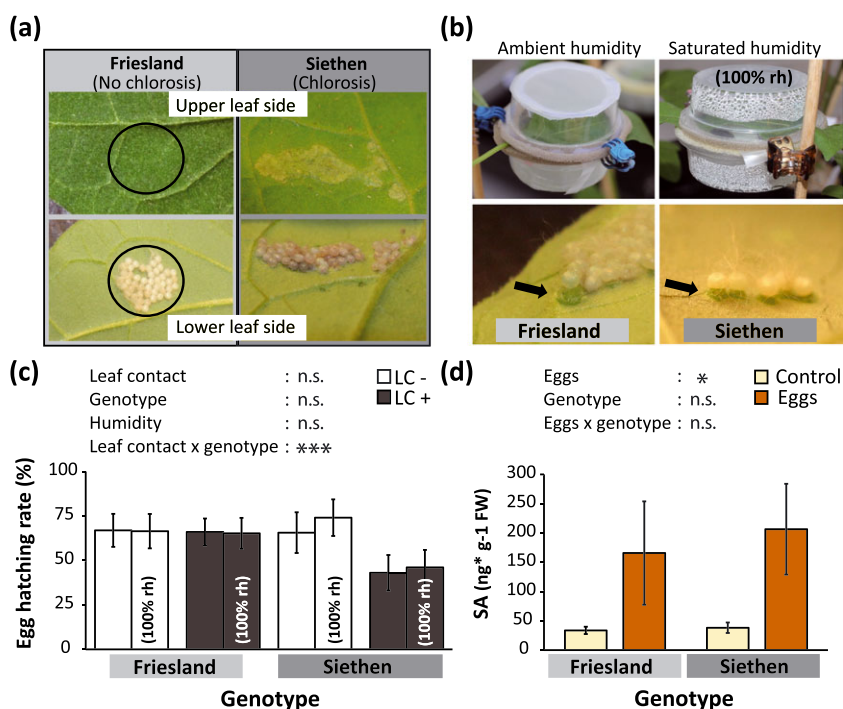 (a)
Friesland
(No chlorosis)
Siethen
(Chlorosis)
Upper leaf side
Lower leaf side
(b)
Ambient humidity
Saturated humidity
(100% rh)
Friesland
Siethen
(c)
Leaf contact : n.s.
Genotype : n.s.
Humidity : n.s.
Leaf contact x genotype : ***
LC -
LC +
Egg hatching rate (%)
100
75
50
25
0
(100% rh)
(100% rh)
(100% rh)
(100% rh)
Friesland
Siethen
Genotype
(d)
Eggs : *
Genotype : n.s.
Eggs x genotype : n.s.
Control
Eggs
SA (ng* g-1 FW)
300
250
200
150
100
50
0
Friesland
Siethen
Genotype